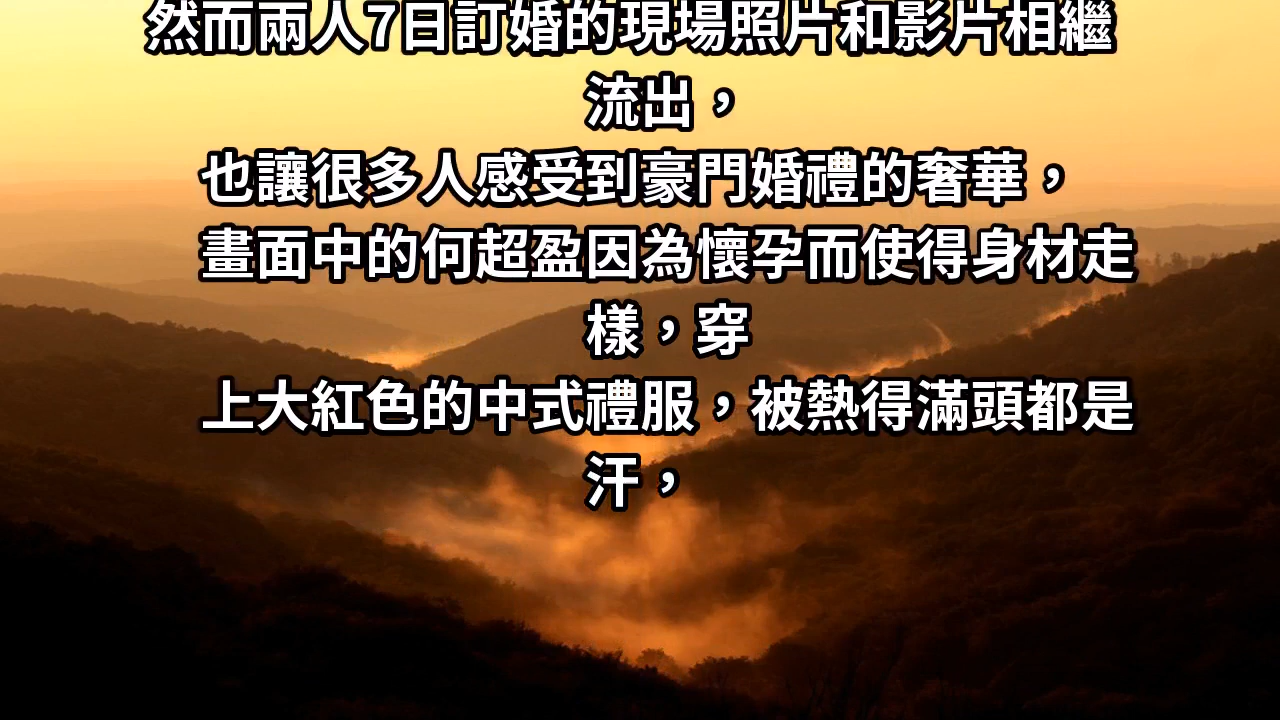 然而兩人7日訂婚的現場照片和影片相繼
流出，
也讓很多人感受到豪門婚禮的奢華，
畫面中的何超盈因為懷孕而使得身材走
樣，穿
上大紅色的中式禮服，被熱得滿頭都是
汗，